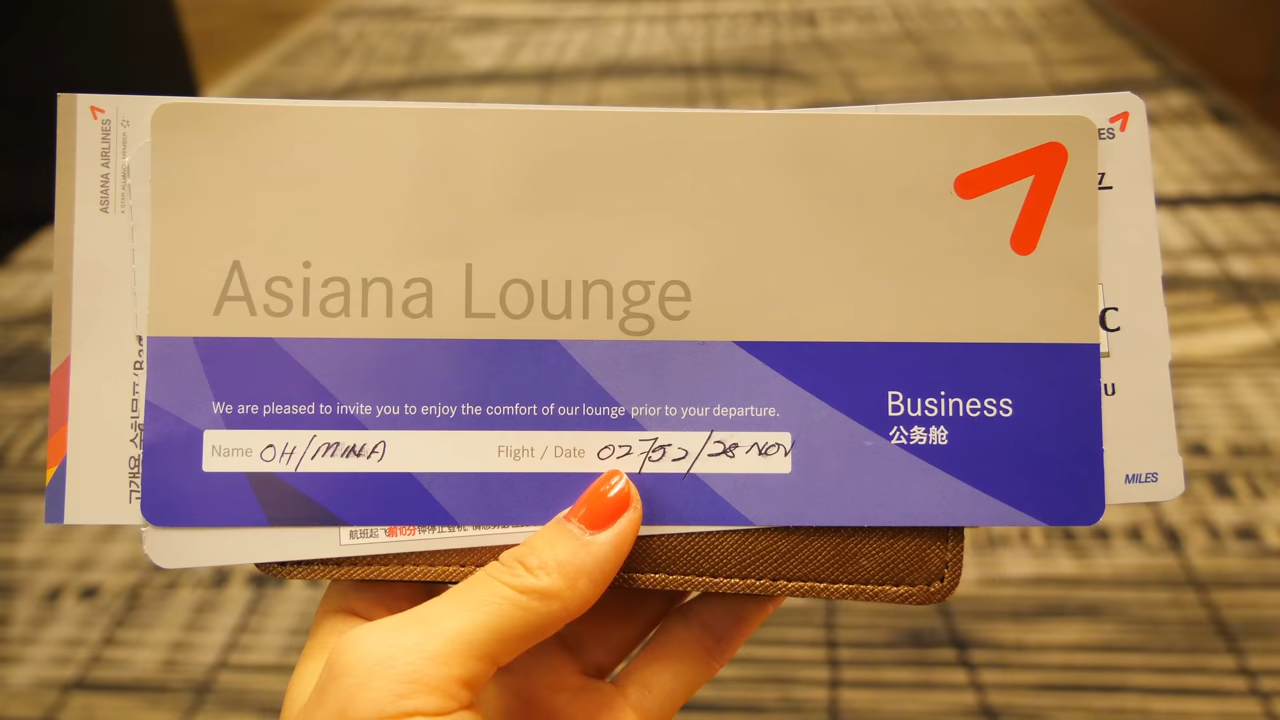 ASIANA AIRLINES
A STAR ALLIANCE MEMBER
ES
7
Asiana Lounge
C
U
We are pleased to invite you to enjoy the comfort of our lounge prior to your departure.
Business
公务舱
Name OH/MINA Flight / Date OZ752/28 NOV
MILES